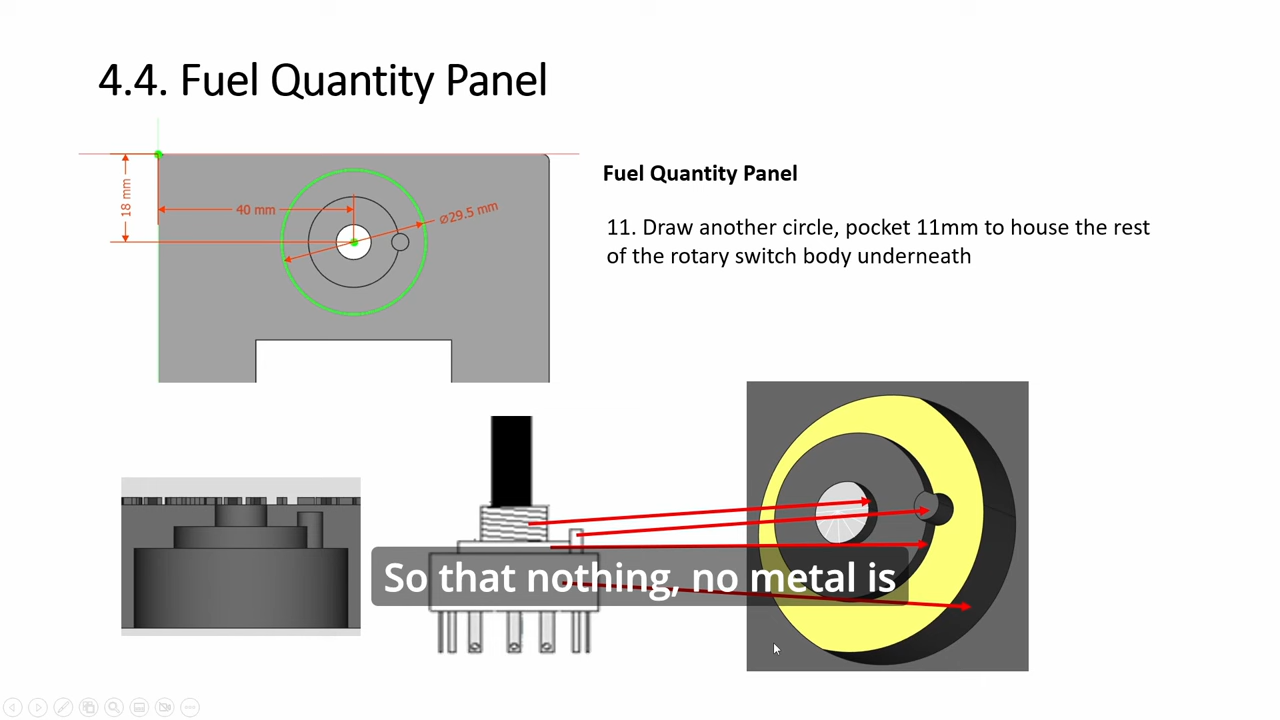 4.4. Fuel Quantity Panel
18 mm
40 mm
⌀29.5 mm
Fuel Quantity Panel
11. Draw another circle, pocket 11mm to house the rest
of the rotary switch body underneath
So that nothing, no metal is